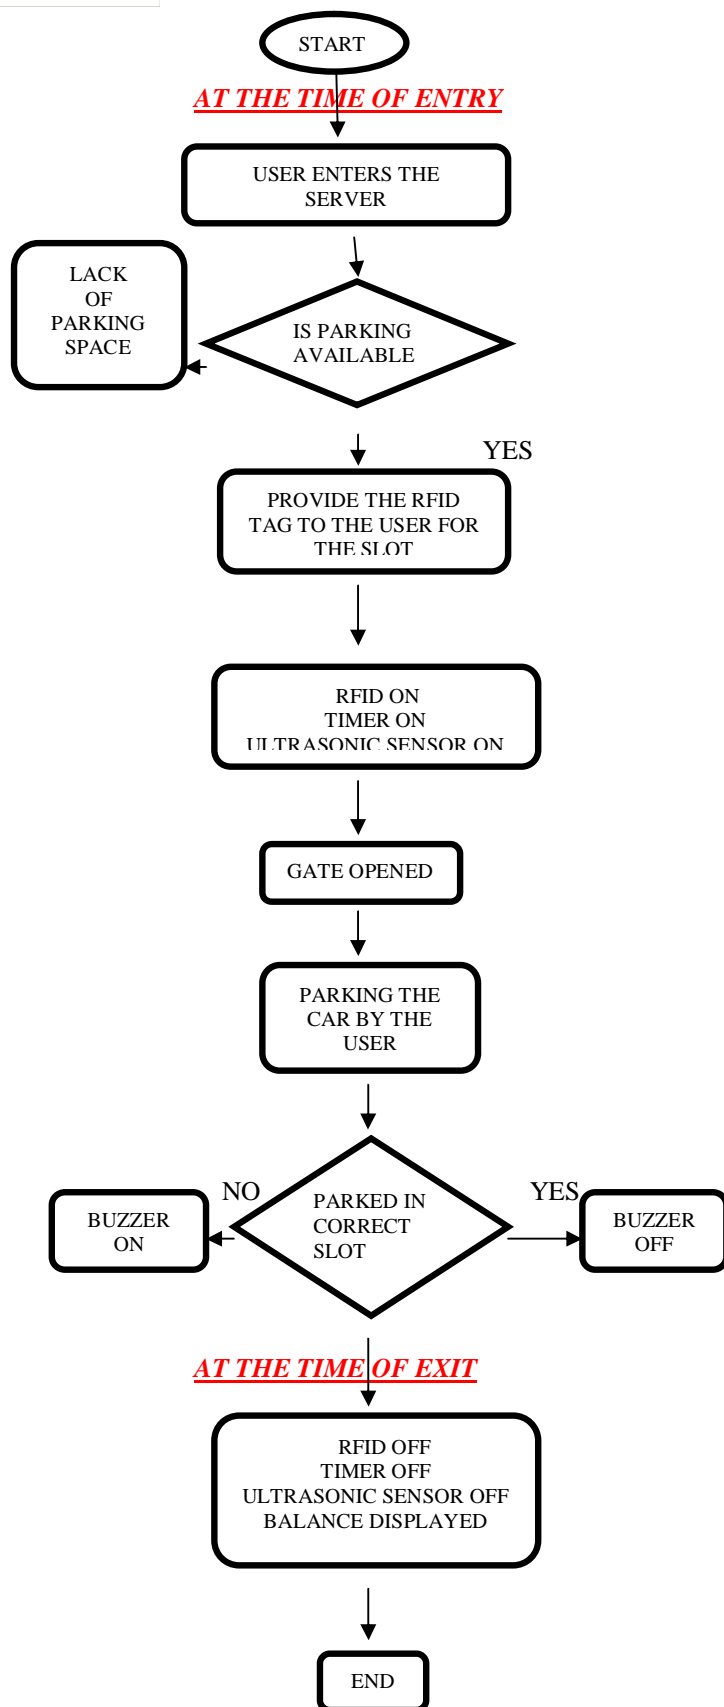 START
AT THE TIME OF ENTRY
USER ENTERS THE
SERVER
LACK
OF
PARKING
SPACE
IS PARKING
AVAILABLE
YES
PROVIDE THE RFID
TAG TO THE USER FOR
THE SLOT
RFID ON
TIMER ON
ULTRASONIC SENSOR ON
GATE OPENED
PARKING THE
CAR BY THE
USER
NO
YES
BUZZER
ON
PARKED IN
CORRECT
SLOT
BUZZER
OFF
AT THE TIME OF EXIT
RFID OFF
TIMER OFF
ULTRASONIC SENSOR OFF
BALANCE DISPLAYED
END